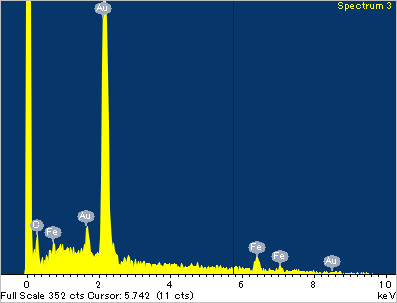 Spectrum 3
Au
Au
C
Fe
Fe
Fe
Au
0 2 4 6 8 10
Full Scale 352 cts Cursor: 5.742 (11 cts) keV